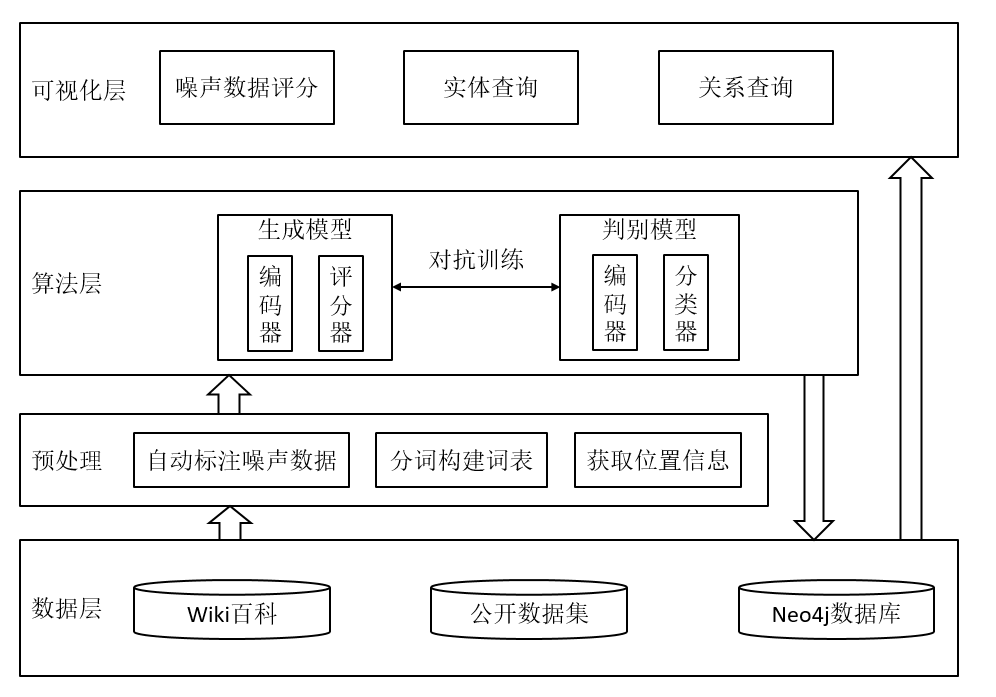 可视化层
噪声数据评分
实体查询
关系查询
算法层
生成模型
编码器
评分器
对抗训练
判别模型
编码器
分类器
预处理
自动标注噪声数据
分词构建词表
获取位置信息
数据层
Wiki百科
公开数据集
Neo4j数据库